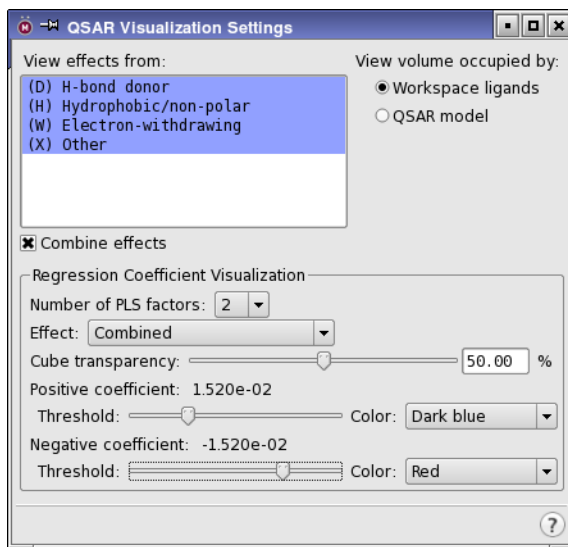 QSAR Visualization Settings
View effects from:
(D) H-bond donor
(H) Hydrophobic/non-polar
(W) Electron-withdrawing
(X) Other
View volume occupied by:
Workspace ligands
QSAR model
Combine effects
Regression Coefficient Visualization
Number of PLS factors: 2
Effect: Combined
Cube transparency: 50.00 %
Positive coefficient: 1.520e-02
Threshold: Color: Dark blue
Negative coefficient: -1.520e-02
Threshold: Color: Red
?